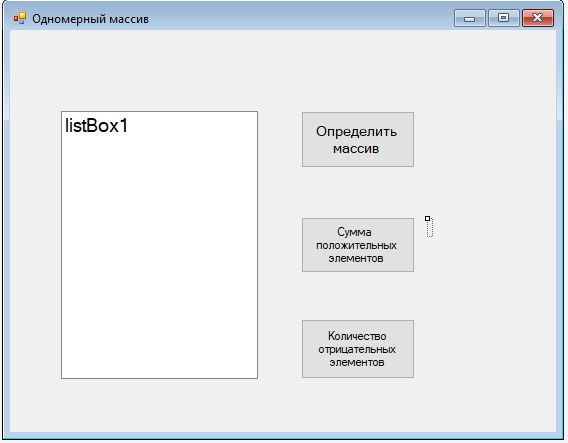 Одномерный массив
listBox1
Определить
массив
Сумма
положительных
элементов
Количество
отрицательных
элементов